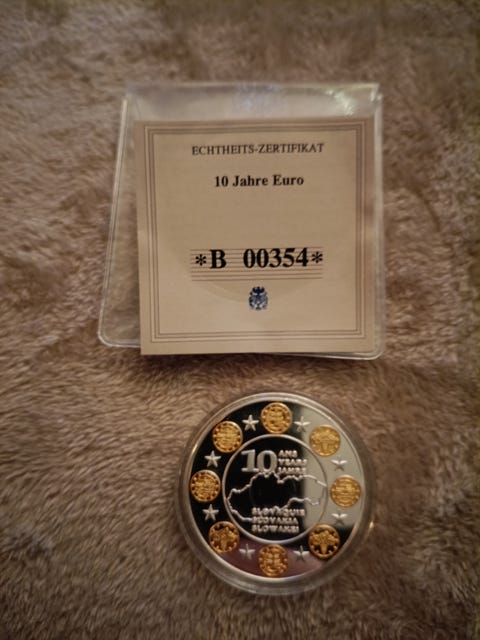 ECHTHEITS-ZERTIFIKAT
10 Jahre Euro
*B 00354*
10 ANS
YEARS
JAHRE
SLOVAQUIE
SLOVAKIA
SLOWAKEI